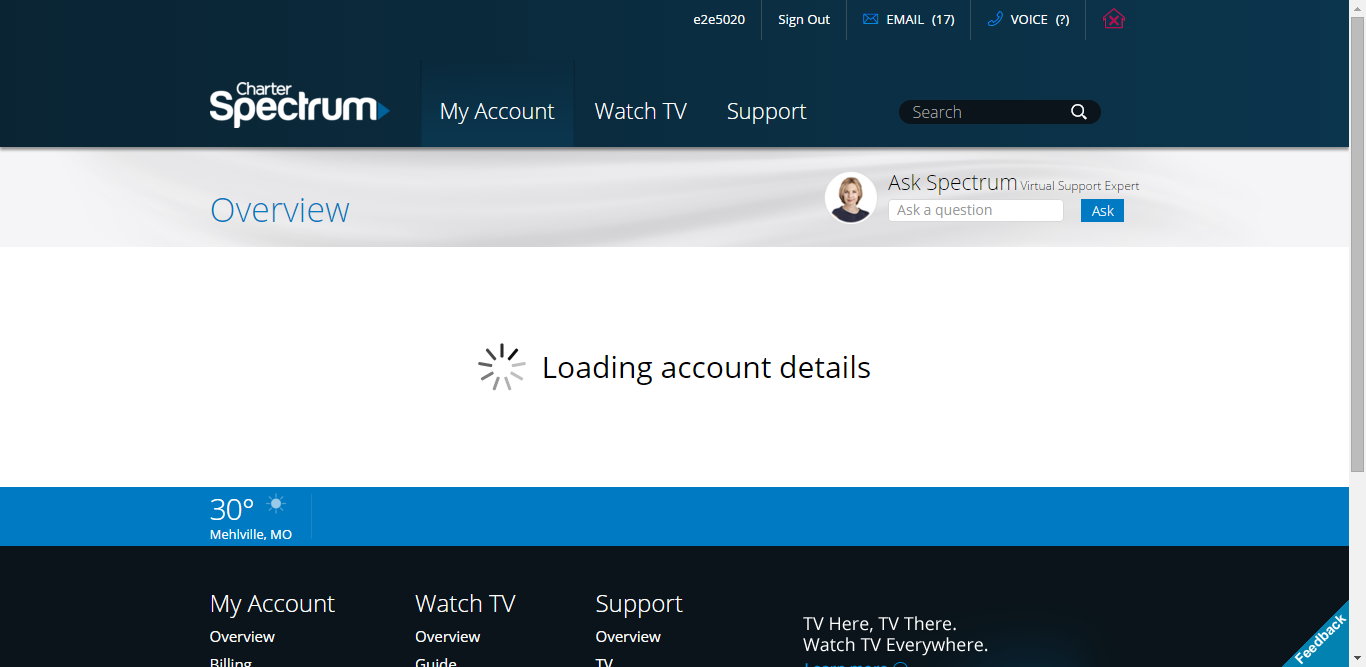 e2e5020 Sign Out EMAIL (17) VOICE (?)
Charter
Spectrum
My Account Watch TV Support Search
Overview
Ask Spectrum Virtual Support Expert
Ask a question Ask
Loading account details
30°
Mehlville, MO
My Account Watch TV Support
Overview Overview Overview
TV Here, TV There.
Watch TV Everywhere.
Billing Guide TV
Learn more
Feedback